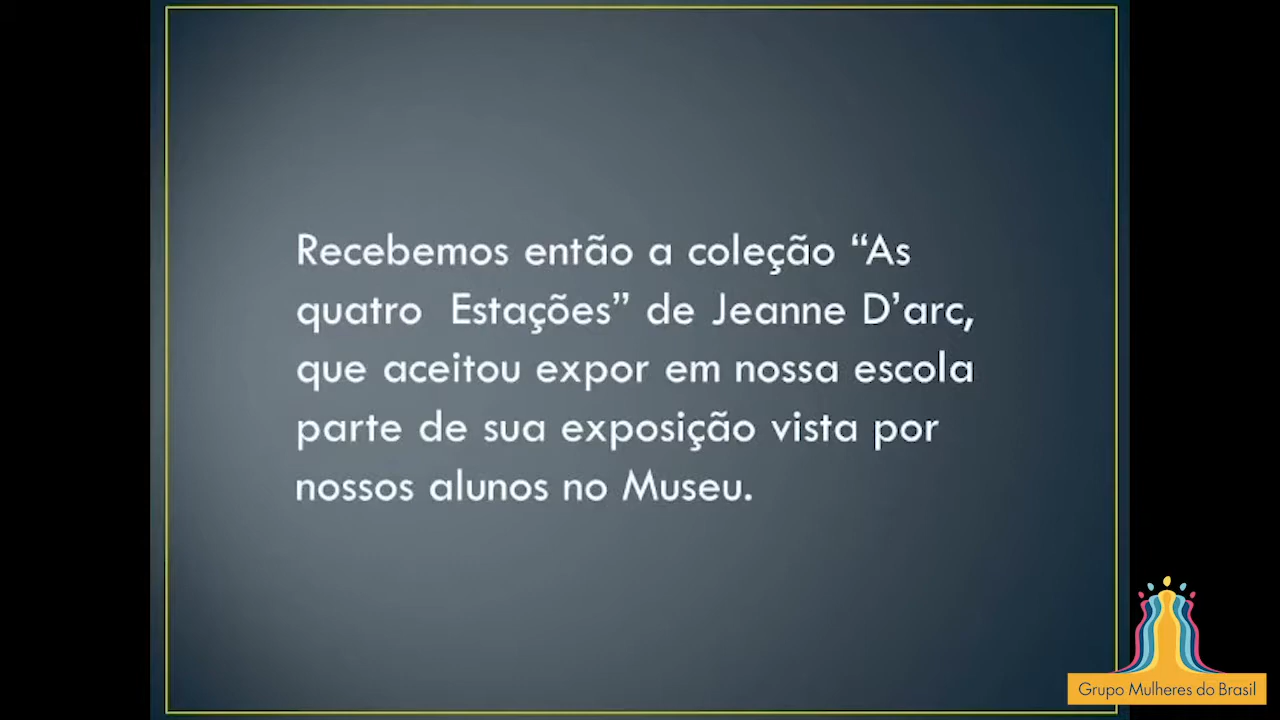 Recebemos então a coleção “As
quatro Estações” de Jeanne D’arc,
que aceitou expor em nossa escola
parte de sua exposição vista por
nossos alunos no Museu.
Grupo Mulheres do Brasil